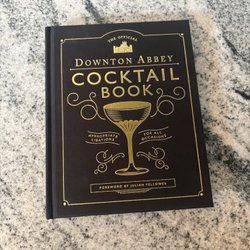 THE OFFICIAL
DOWNTON ABBEY
COCKTAIL
BOOK
APPROPRIATE
LIBATIONS
FOR ALL
OCCASIONS
FOREWORD BY JULIAN FELLOWES